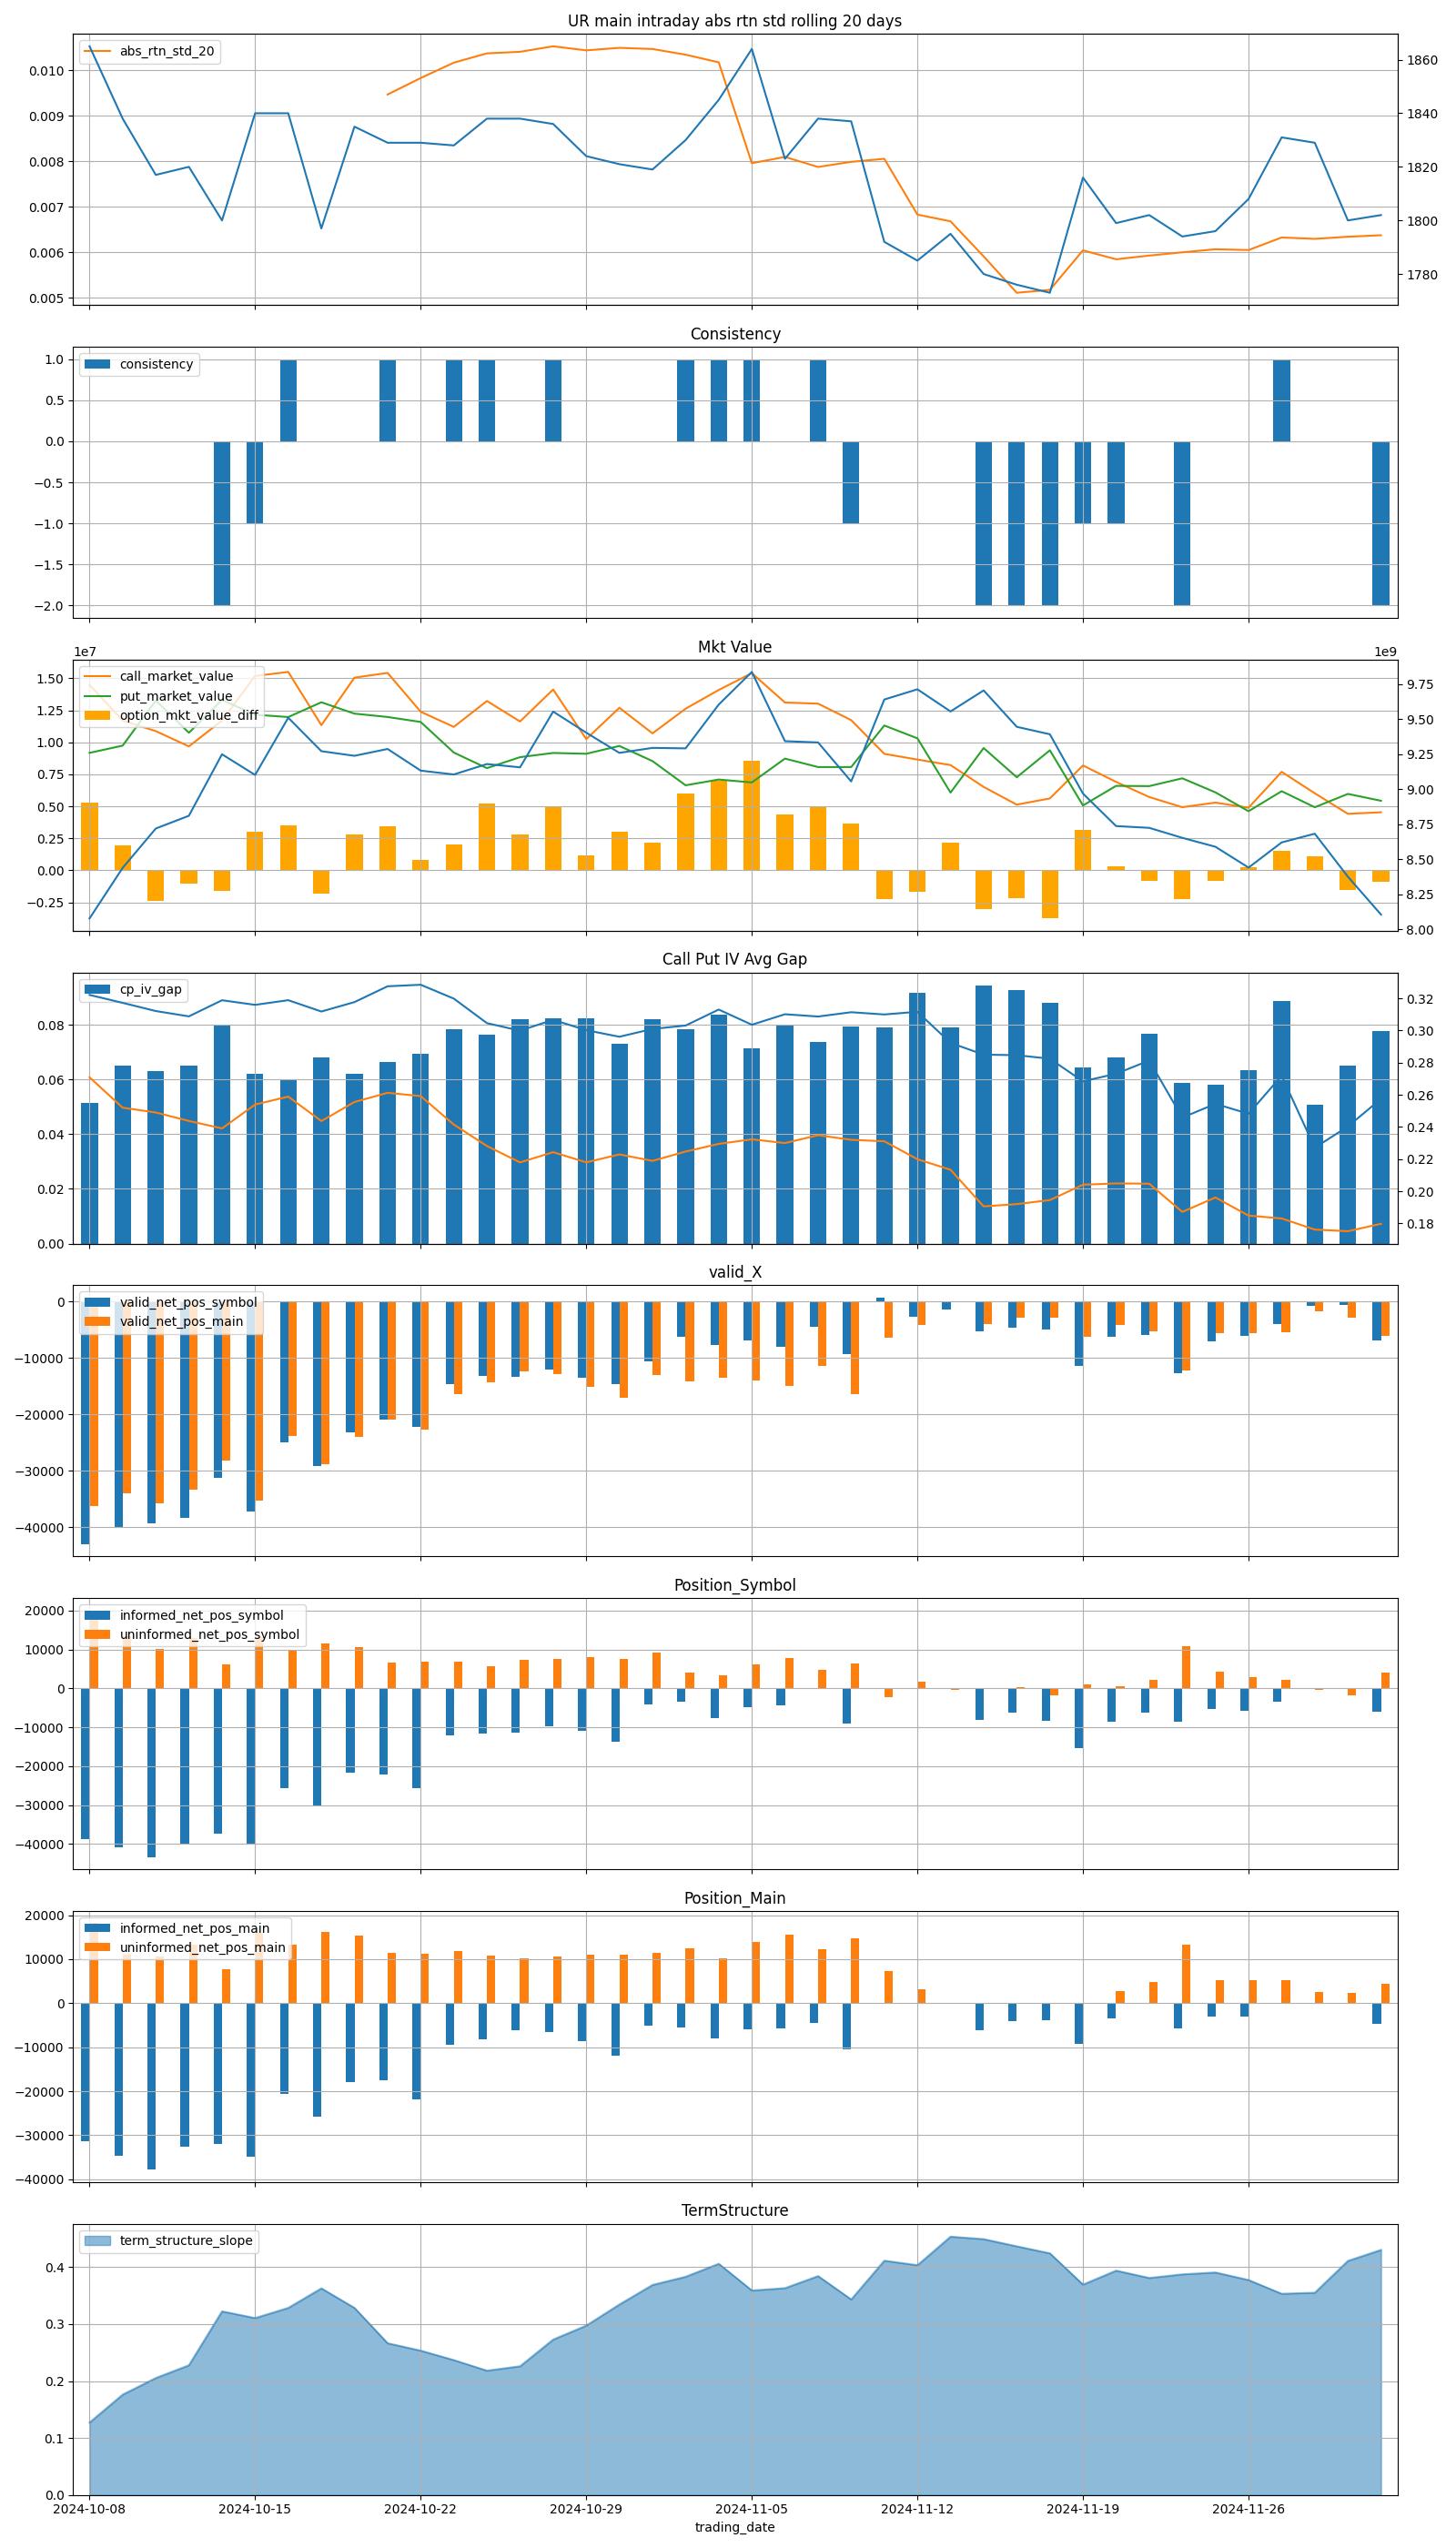 UR main intraday abs rtn std rolling 20 days
abs_rtn_std_20
0.010
0.009
0.008
0.007
0.006
0.005
1860
1840
1820
1800
1780
Consistency
consistency
1.0
0.5
0.0
−0.5
−1.0
−1.5
−2.0
Mkt Value
1e7
1e9
call_market_value
put_market_value
option_mkt_value_diff
1.50
1.25
1.00
0.75
0.50
0.25
0.00
−0.25
9.75
9.50
9.25
9.00
8.75
8.50
8.25
8.00
Call Put IV Avg Gap
cp_iv_gap
0.08
0.06
0.04
0.02
0.00
0.32
0.30
0.28
0.26
0.24
0.22
0.20
0.18
valid_X
valid_net_pos_symbol
valid_net_pos_main
0
−10000
−20000
−30000
−40000
Position_Symbol
informed_net_pos_symbol
uninformed_net_pos_symbol
20000
10000
0
−10000
−20000
−30000
−40000
Position_Main
informed_net_pos_main
uninformed_net_pos_main
20000
10000
0
−10000
−20000
−30000
−40000
TermStructure
term_structure_slope
0.4
0.3
0.2
0.1
0.0
2024-10-08 2024-10-15 2024-10-22 2024-10-29 2024-11-05 2024-11-12 2024-11-19 2024-11-26
trading_date